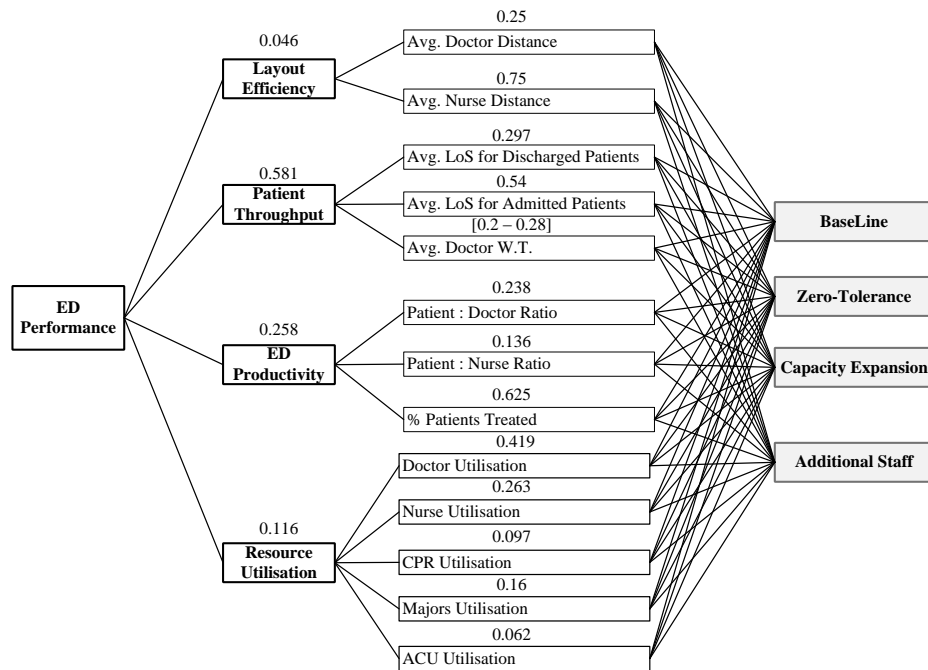 ED
Performance
0.046
Layout
Efficiency
0.581
Patient
Throughput
0.258
ED
Productivity
0.116
Resource
Utilisation
0.25
Avg. Doctor Distance
0.75
Avg. Nurse Distance
0.297
Avg. LoS for Discharged Patients
0.54
Avg. LoS for Admitted Patients
[0.2 – 0.28]
Avg. Doctor W.T.
0.238
Patient : Doctor Ratio
0.136
Patient : Nurse Ratio
0.625
% Patients Treated
0.419
Doctor Utilisation
0.263
Nurse Utilisation
0.097
CPR Utilisation
0.16
Majors Utilisation
0.062
ACU Utilisation
BaseLine
Zero-Tolerance
Capacity Expansion
Additional Staff